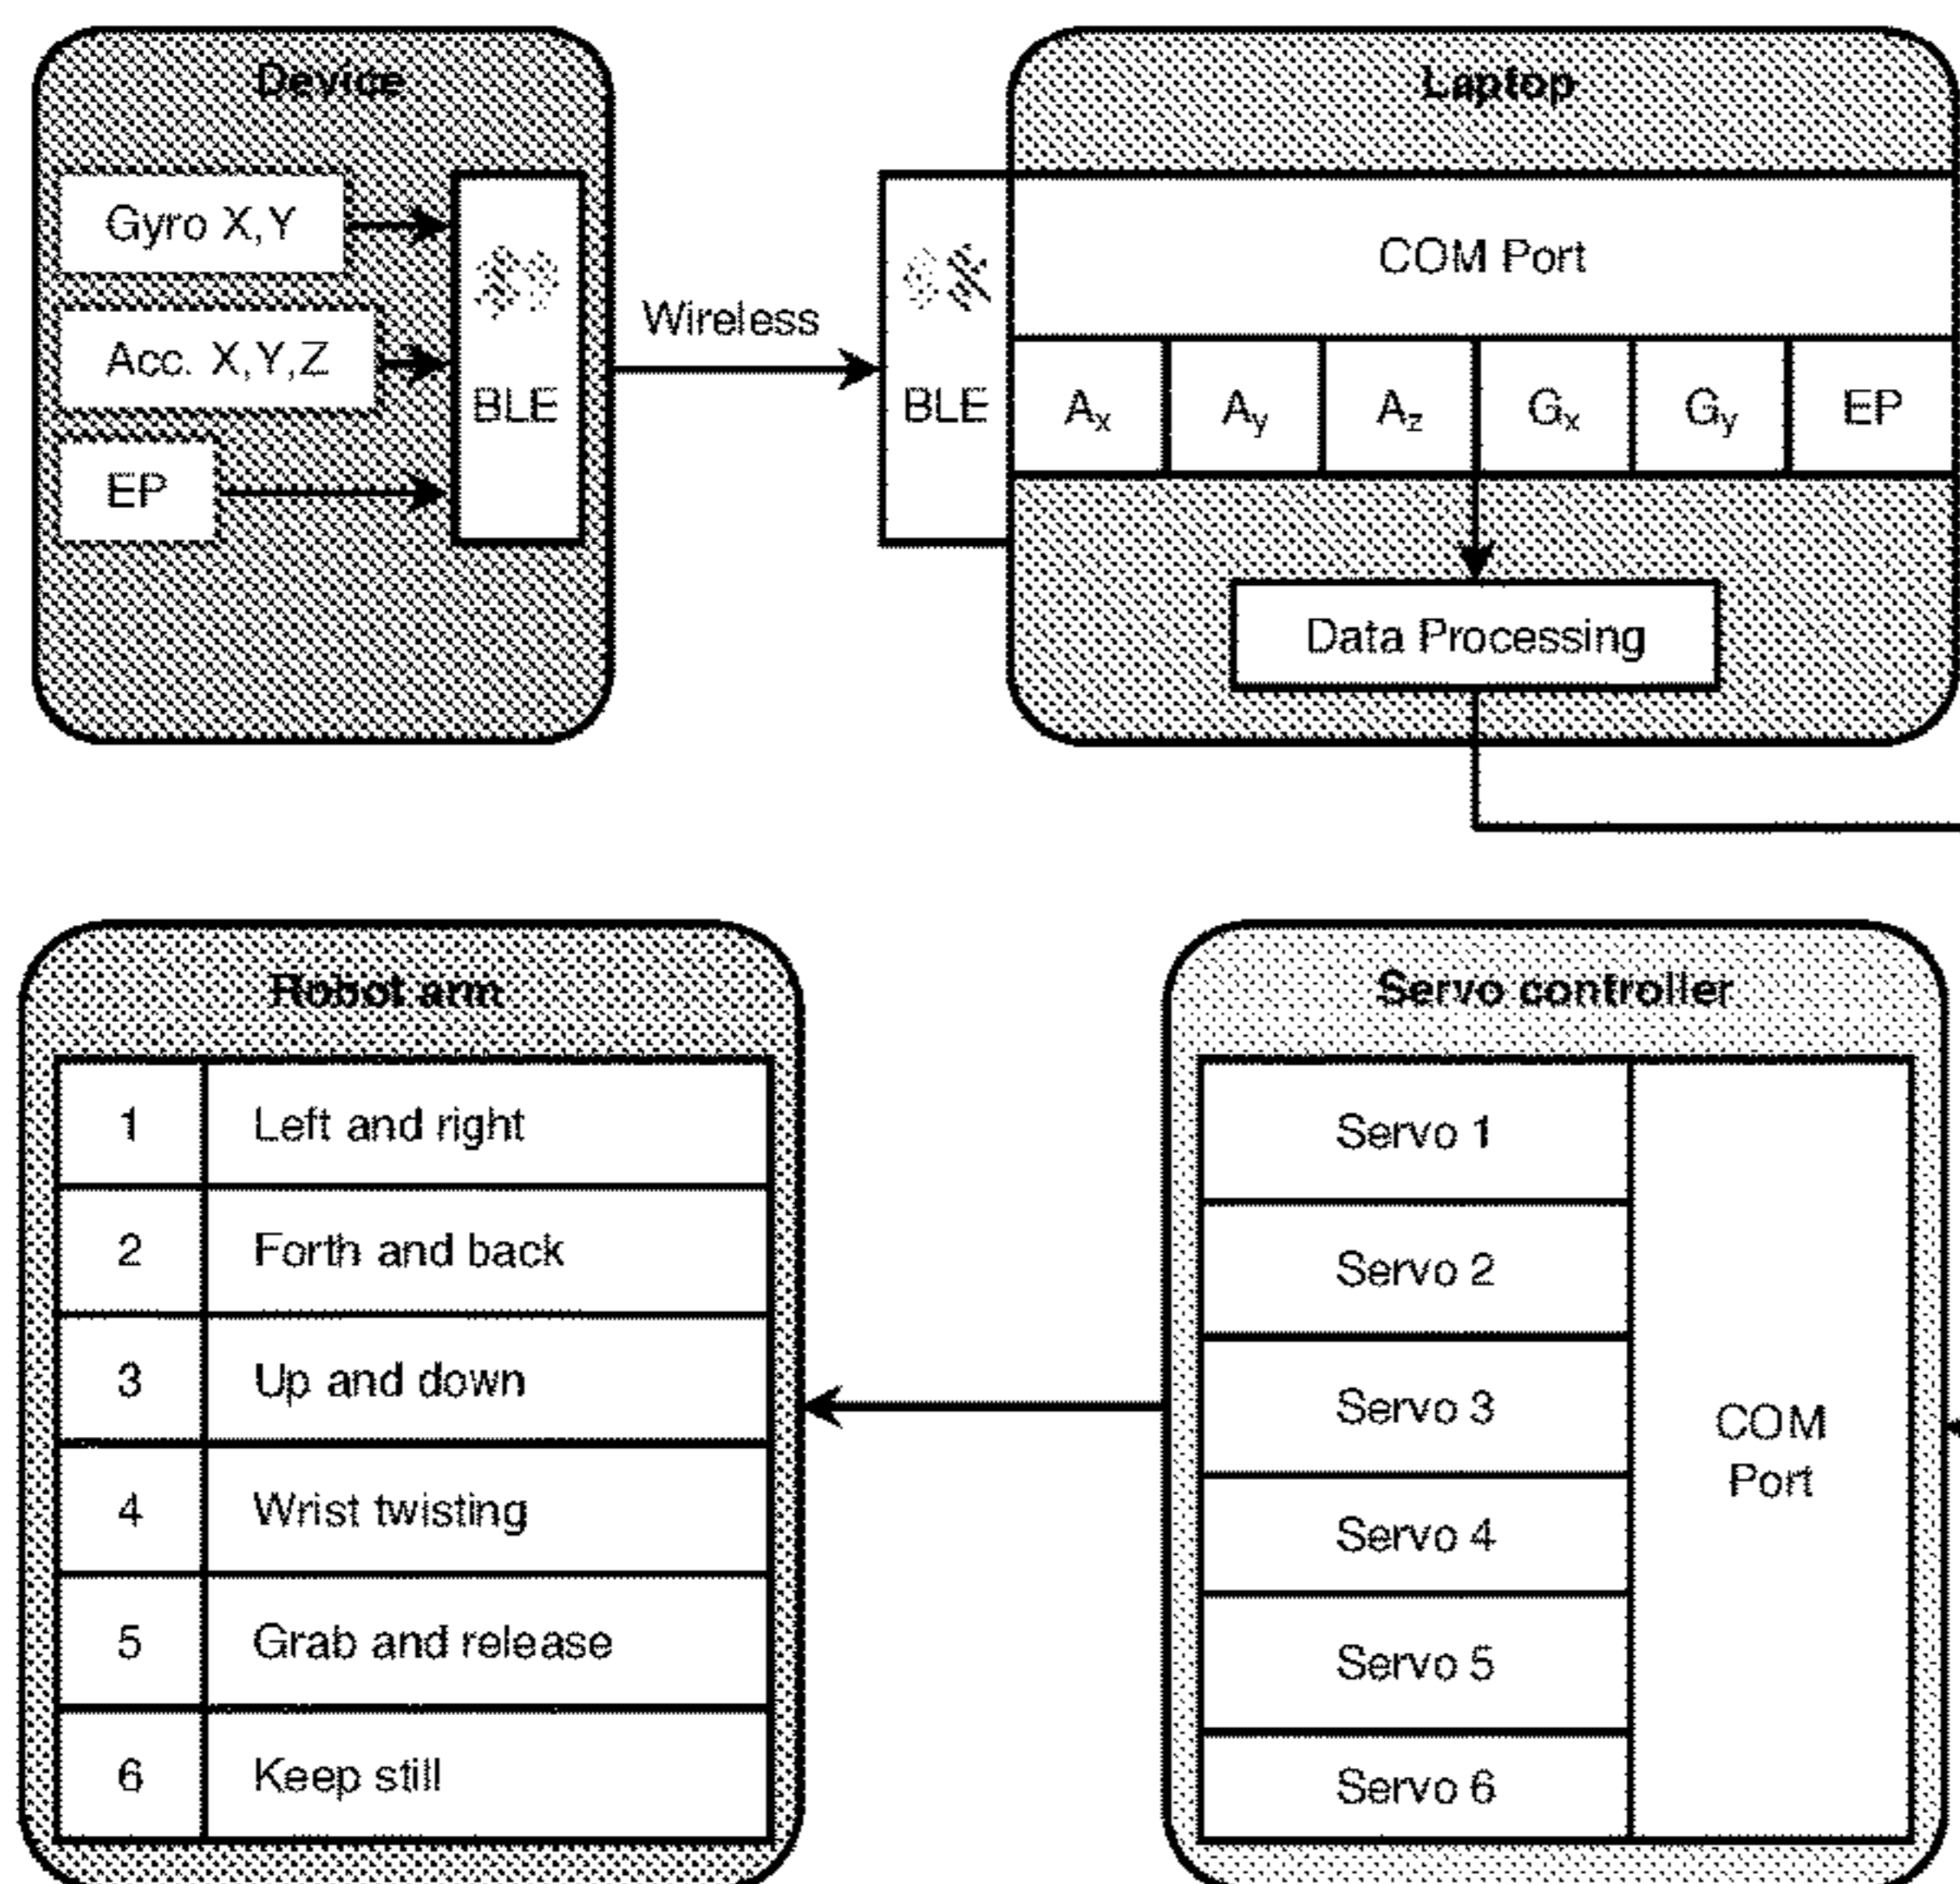 Device
Gyro X,Y
Acc. X,Y,Z
EP
BLE
Wireless
Laptop
BLE
COM Port
Ax
Ay
Az
Gx
Gy
EP
Data Processing
Robot arm
1 Left and right
2 Forth and back
3 Up and down
4 Wrist twisting
5 Grab and release
6 Keep still
Servo controller
Servo 1
Servo 2
Servo 3
Servo 4
Servo 5
Servo 6
COM
Port